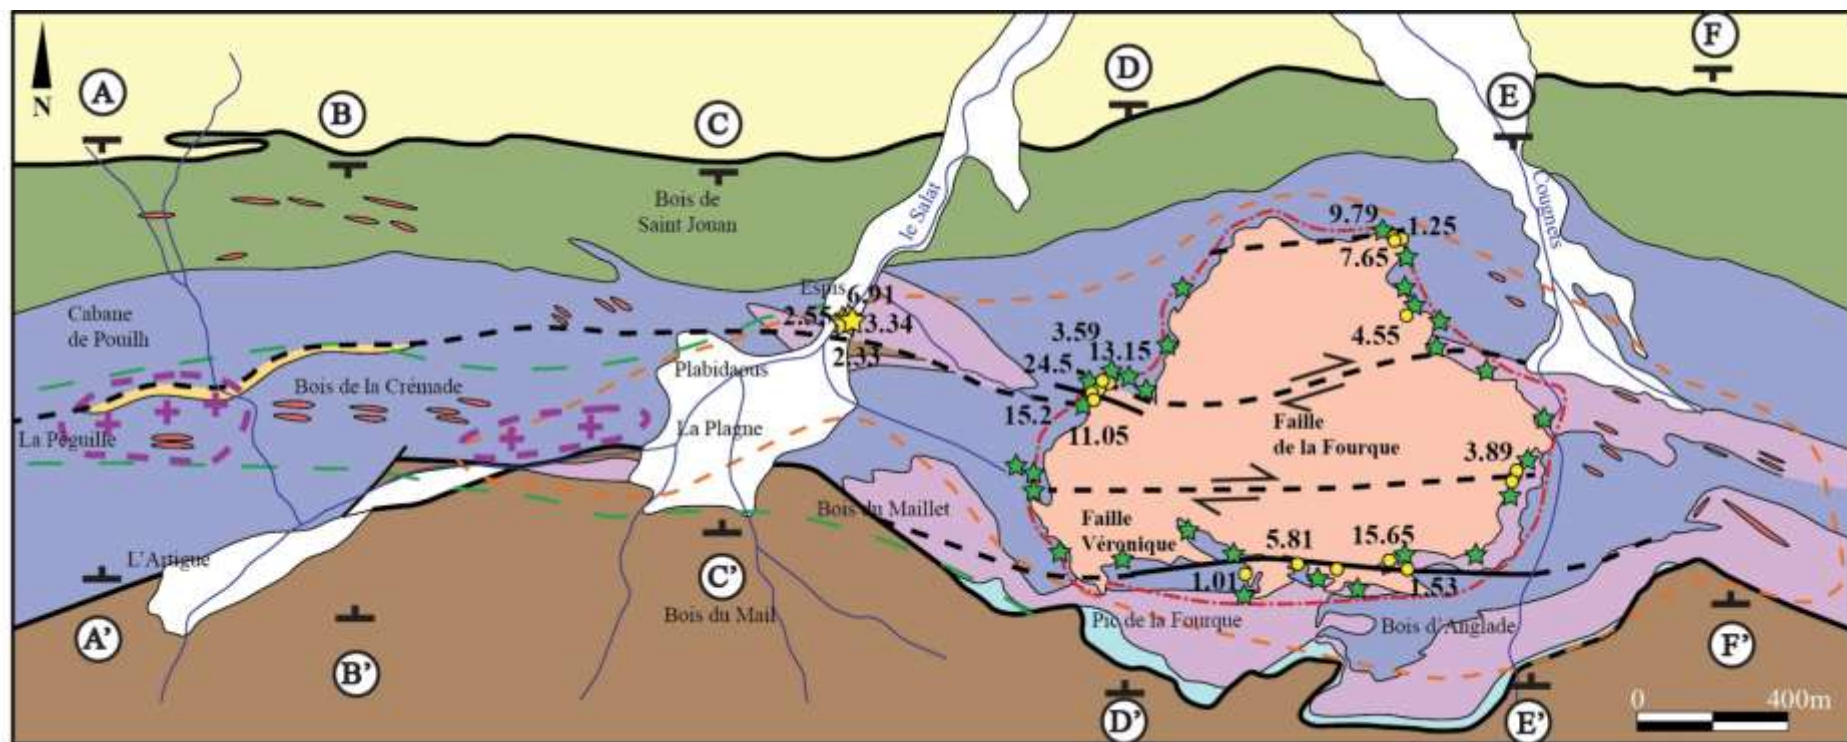 N
A
B
C
D
E
F
Bois de
Saint Jouan
le Salat
Cougnets
9.79
1.25
7.65
Espis
6.91
2.55
3.34
2.33
Cabane
de Pouilh
3.59
13.15
24.5
4.55
Plabidaous
Bois de la Crémade
15.2
11.05
La Plagne
La Péguille
Faille
de la Fourque
3.89
Bois du Maillet
Faille
Véronique
5.81
15.65
L'Artigue
1.01
1.53
Bois du Mail
Pic de la Fourque
Bois d'Anglade
A'
B'
C'
D'
E'
F'
0
400m